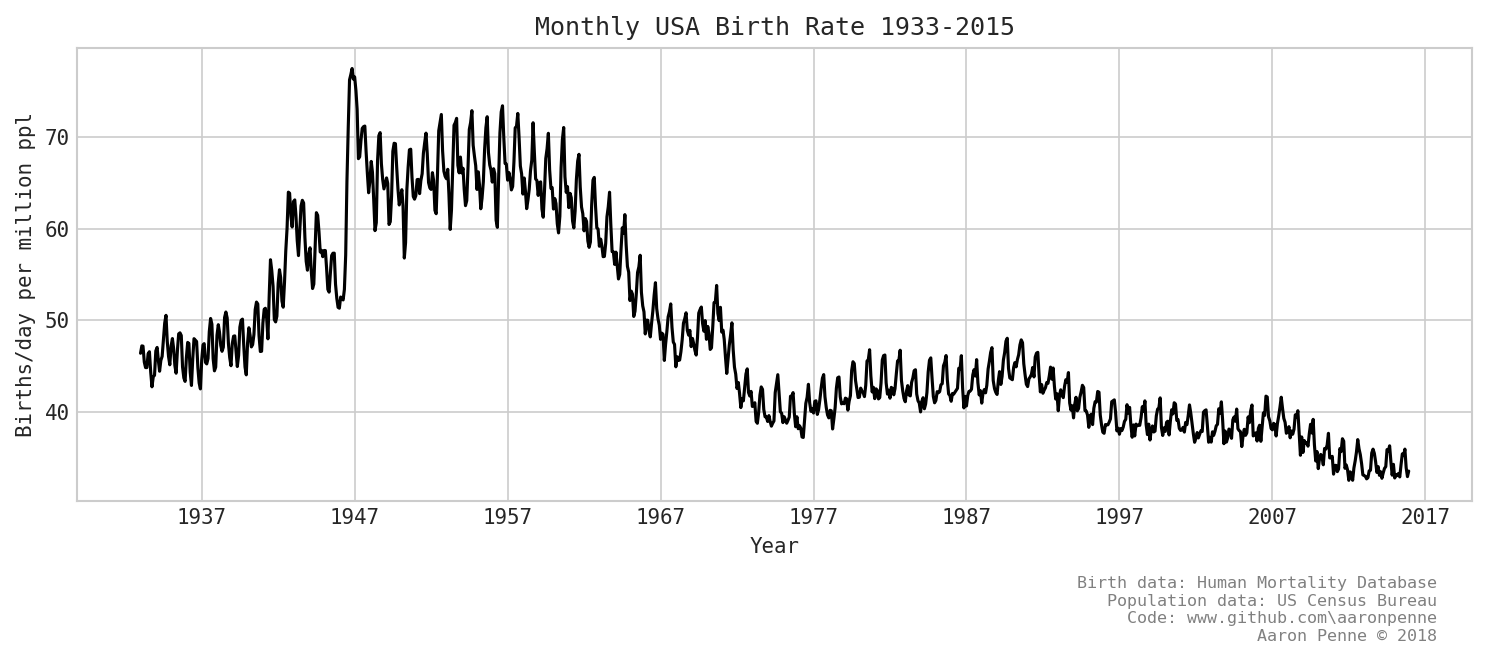 Monthly USA Birth Rate 1933-2015
Births/day per million ppl
70
60
50
40
1937 1947 1957 1967 1977 1987 1997 2007 2017
Year
Birth data: Human Mortality Database
Population data: US Census Bureau
Code: www.github.com\aaronpenne
Aaron Penne © 2018